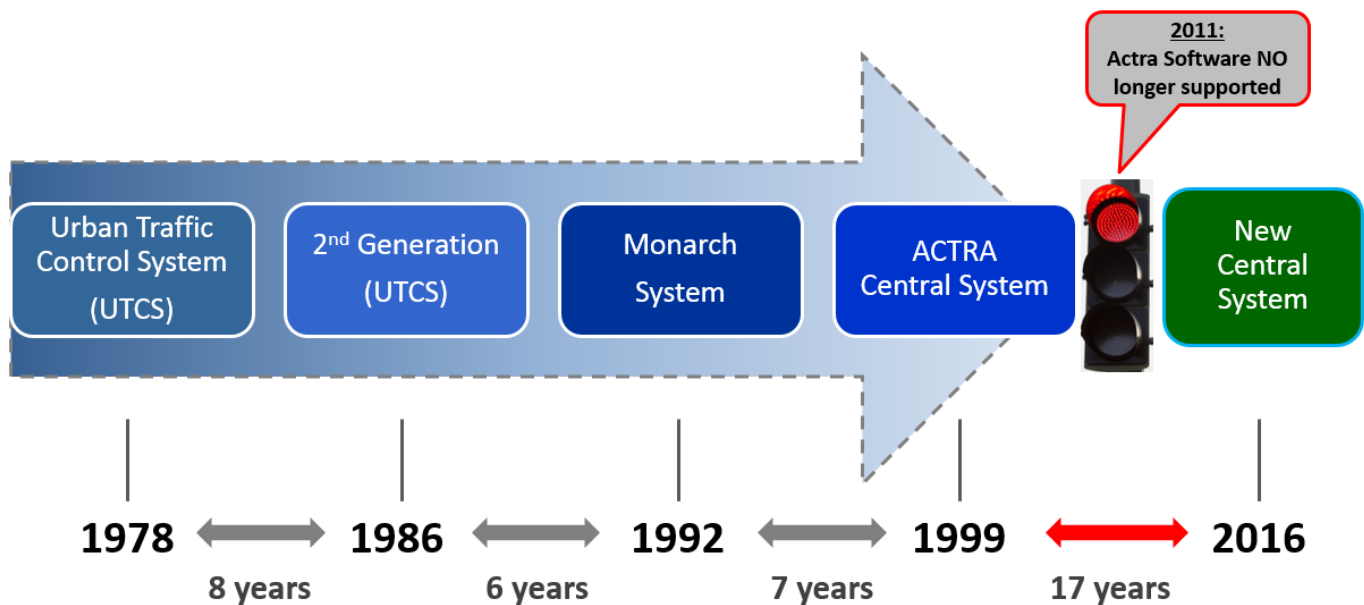 2011:
Actra Software NO
longer supported
Urban Traffic
Control System
(UTCS)
2nd Generation
(UTCS)
Monarch
System
ACTRA
Central System
New
Central
System
1978
1986
1992
1999
2016
8 years
6 years
7 years
17 years